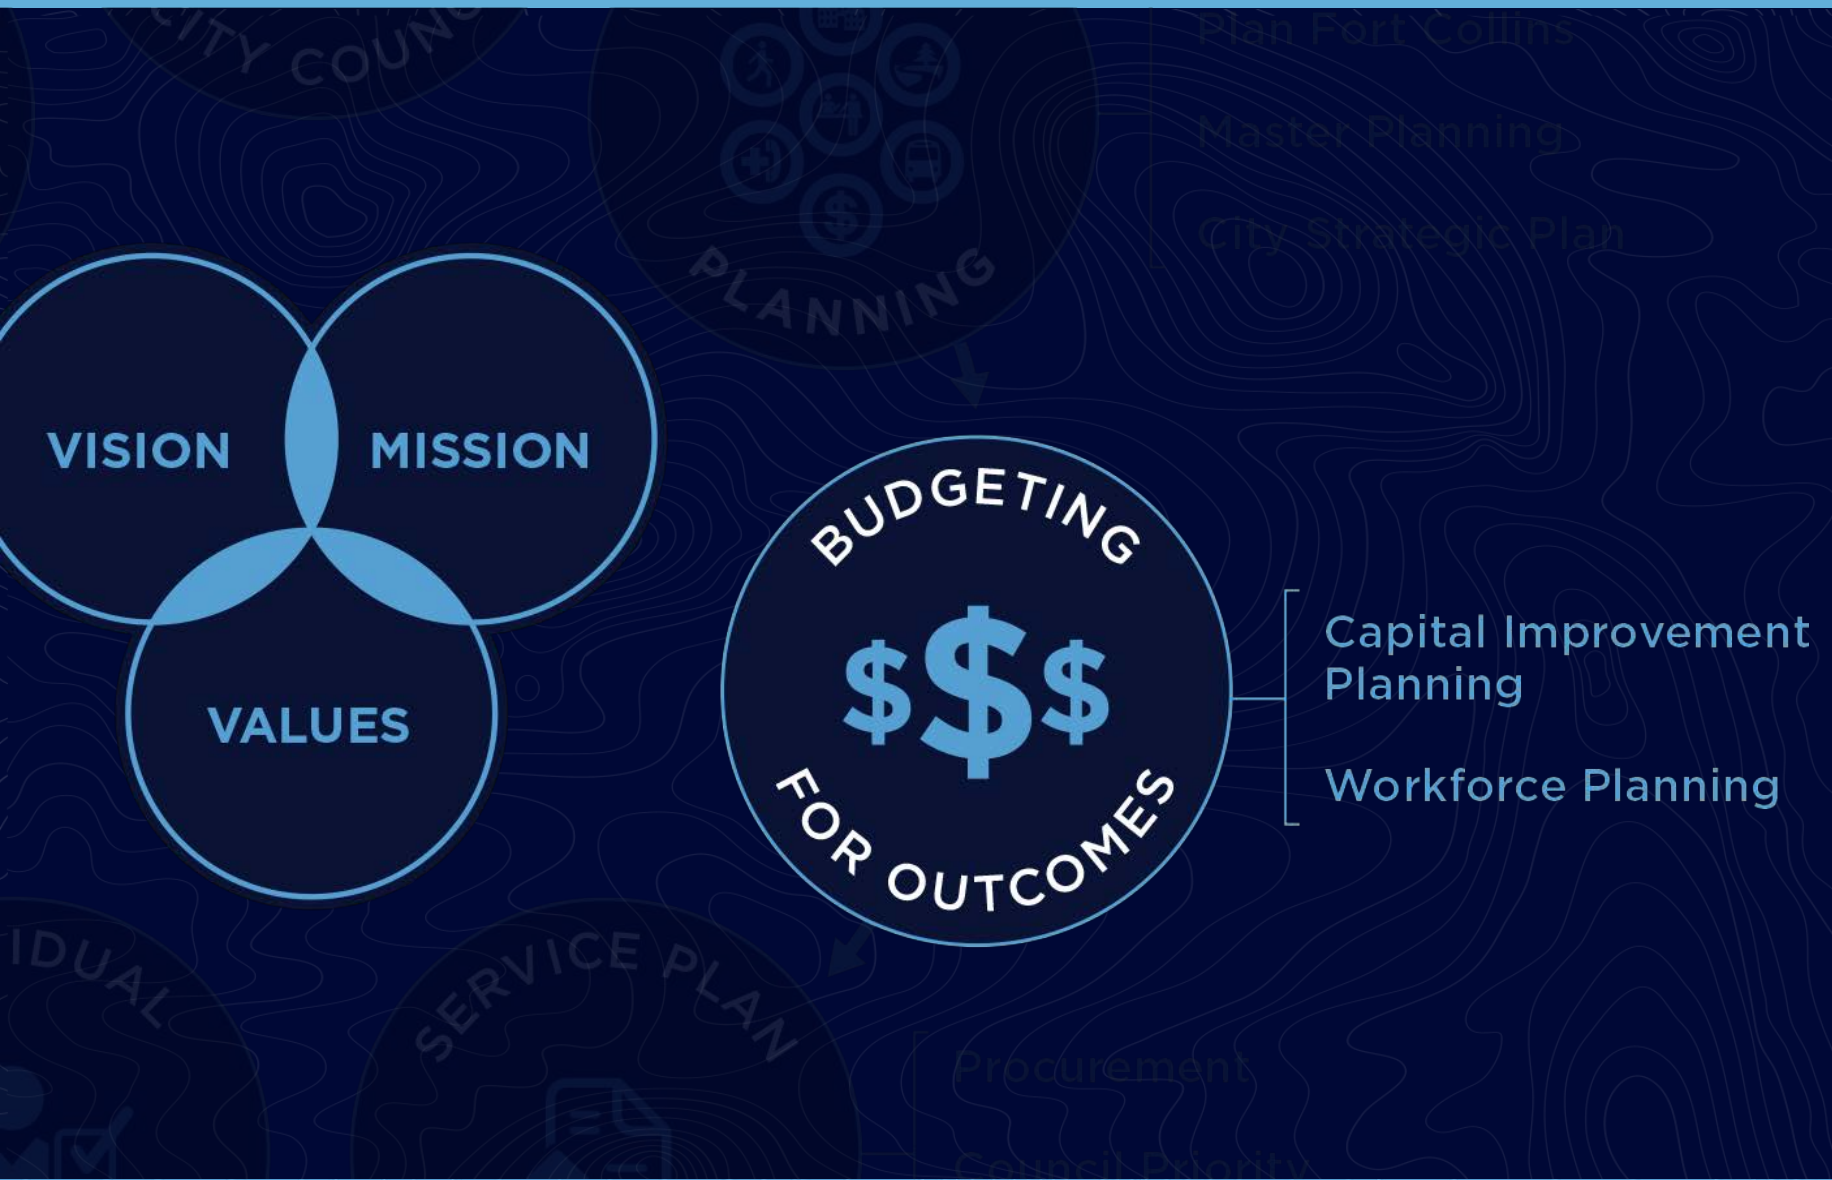 CITY COUN
Plan Fort Collins
Master Planning
City Strategic Plan
$
PLANNING
VISION
MISSION
VALUES
BUDGETING
$$$
FOR OUTCOMES
Capital Improvement
Planning
Workforce Planning
IDUAL
SERVICE PLAN
Procurement
Council Priority